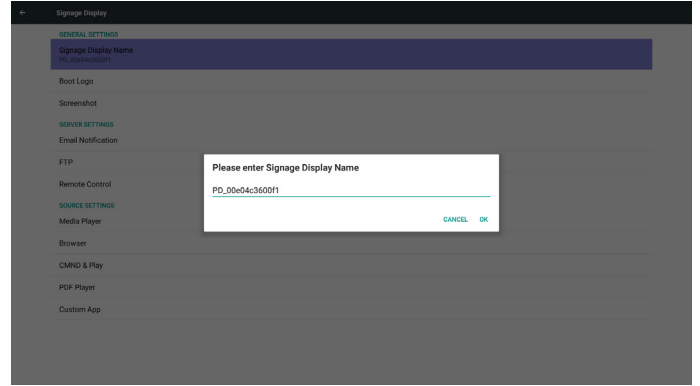 Signage Display
GENERAL SETTINGS
Signage Display Name
PD_00e04c3600f1
Boot Logo
Screenshot
SERVER SETTINGS
Email Notification
FTP
Remote Control
SOURCE SETTINGS
Media Player
Browser
CMND & Play
PDF Player
Custom App
Please enter Signage Display Name
PD_00e04c3600f1
CANCEL OK